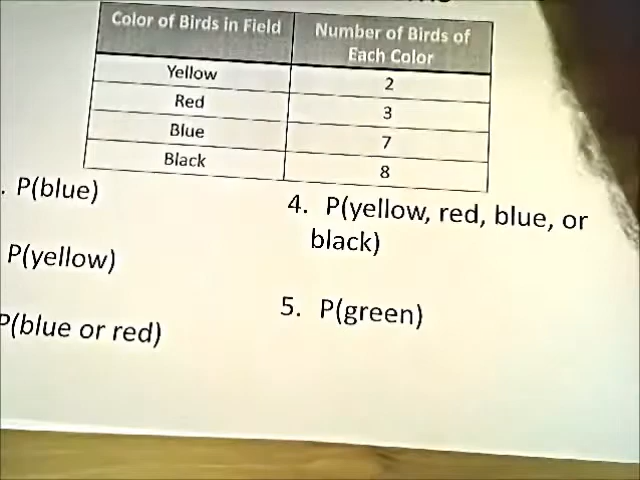 Color of Birds in Field
Number of Birds of
Each Color
Yellow 2
Red 3
Blue 7
Black 8
. P(blue)
P(yellow)
P(blue or red)
4. P(yellow, red, blue, or
black)
5. P(green)